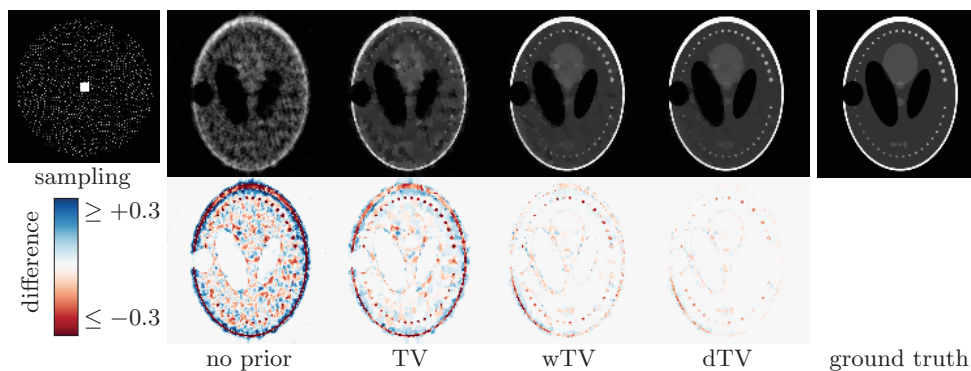 sampling
difference
≥ +0.3
≤ −0.3
no prior
TV
wTV
dTV
ground truth